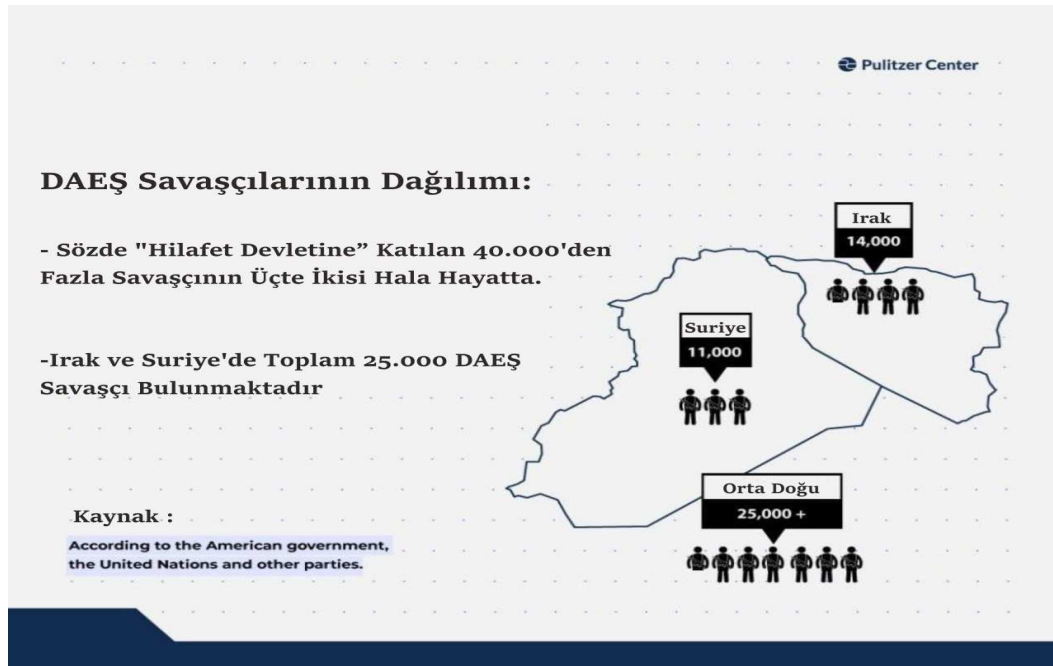 Pulitzer Center
DAEŞ Savaşçılarının Dağılımı:
- Sözde "Hilafet Devletine” Katılan 40.000'den
Fazla Savaşçının Üçte İkisi Hala Hayatta.
-Irak ve Suriye'de Toplam 25.000 DAEŞ
Savaşçı Bulunmaktadır
Irak
14,000
Suriye
11,000
Orta Doğu
25,000 +
Kaynak :
According to the American government,
the United Nations and other parties.